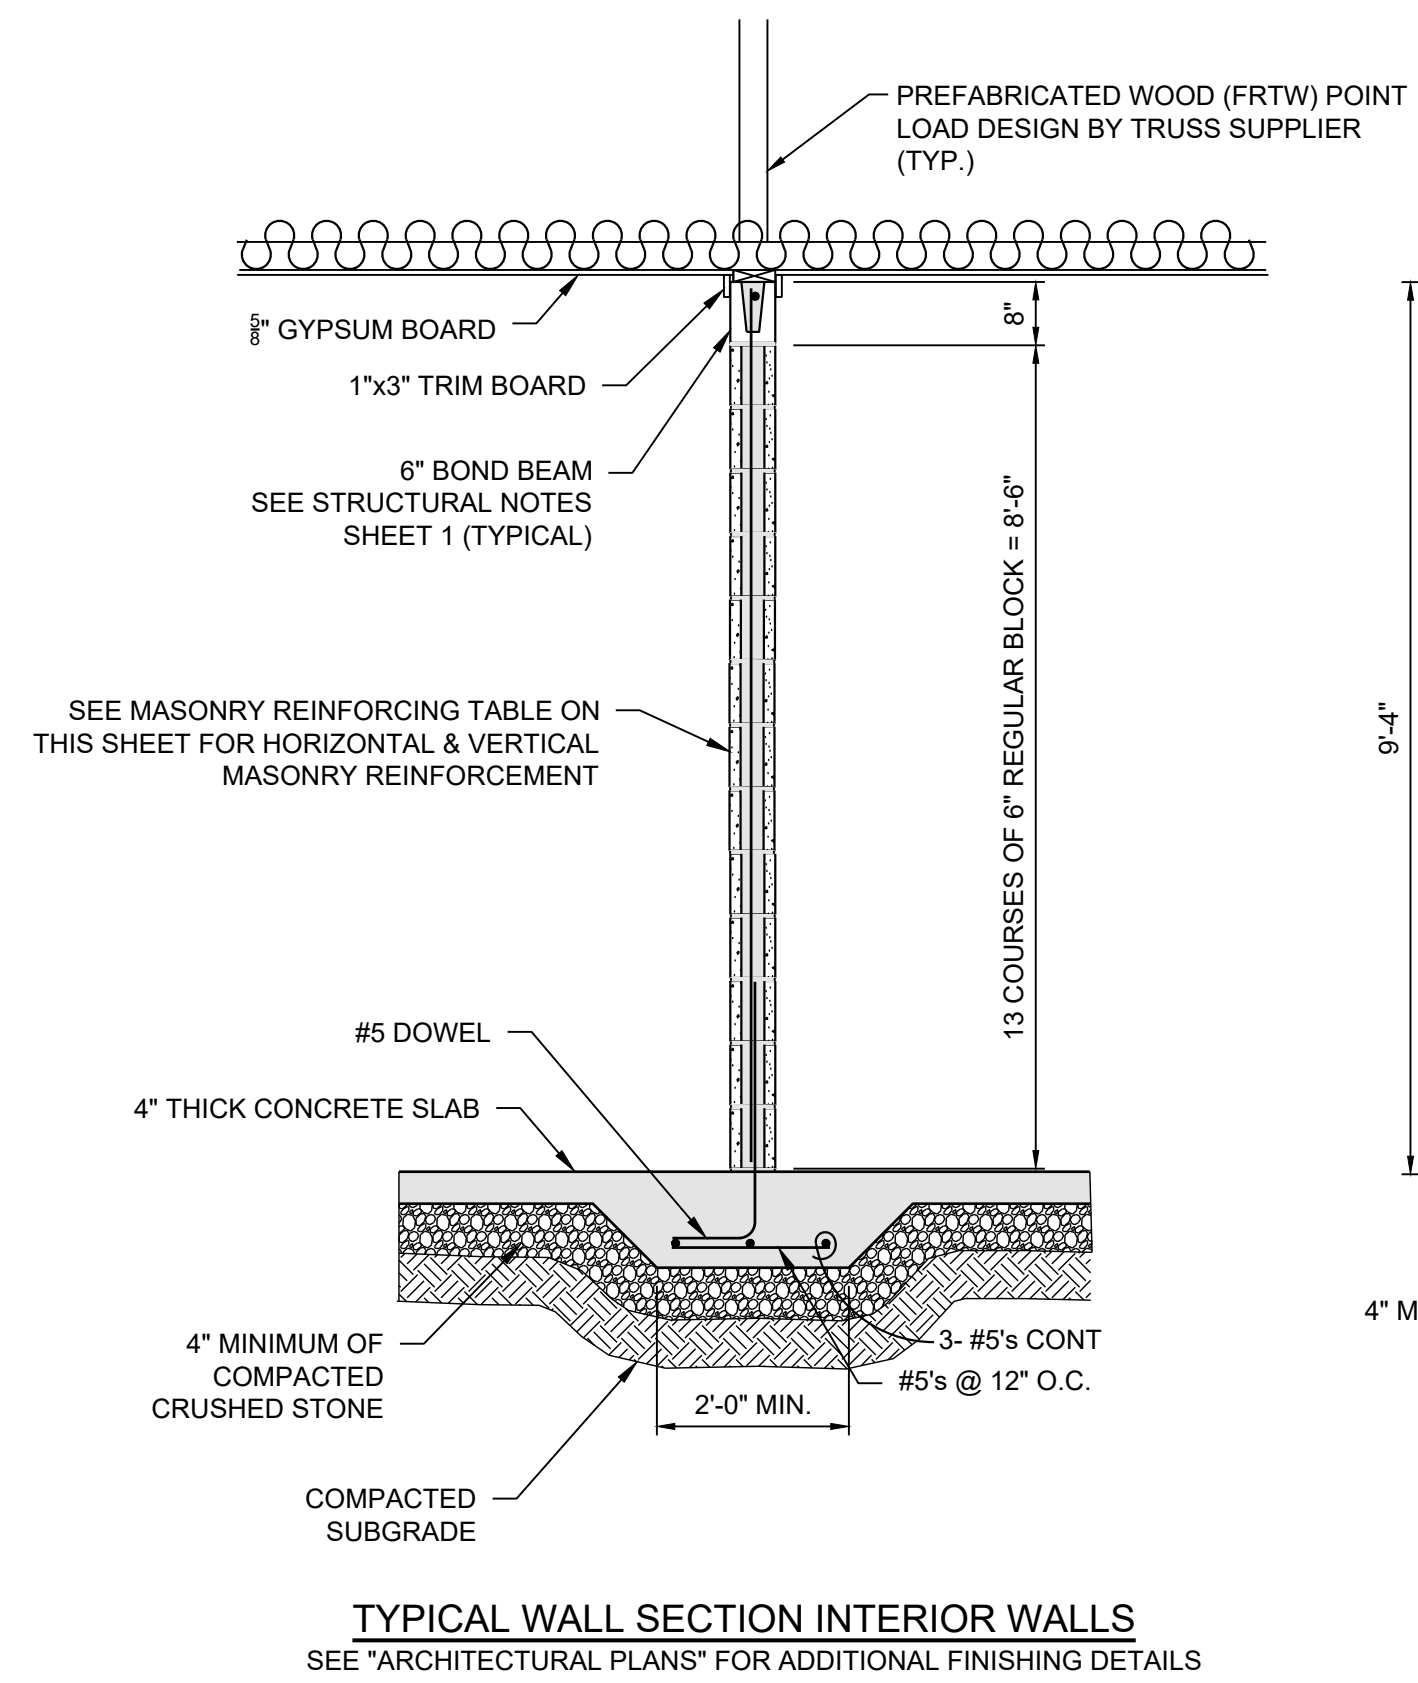 PREFABRICATED WOOD (FRTW) POINT
LOAD DESIGN BY TRUSS SUPPLIER
(TYP.)
5/8" GYPSUM BOARD
1"x3" TRIM BOARD
6" BOND BEAM
SEE STRUCTURAL NOTES
SHEET 1 (TYPICAL)
8"
13 COURSES OF 6" REGULAR BLOCK = 8'-6"
9'-4"
SEE MASONRY REINFORCING TABLE ON
THIS SHEET FOR HORIZONTAL & VERTICAL
MASONRY REINFORCEMENT
#5 DOWEL
4" THICK CONCRETE SLAB
4" MINIMUM OF
COMPACTED
CRUSHED STONE
COMPACTED
SUBGRADE
3- #5's CONT
#5's @ 12" O.C.
2'-0" MIN.
4" M
TYPICAL WALL SECTION INTERIOR WALLS
SEE "ARCHITECTURAL PLANS" FOR ADDITIONAL FINISHING DETAILS